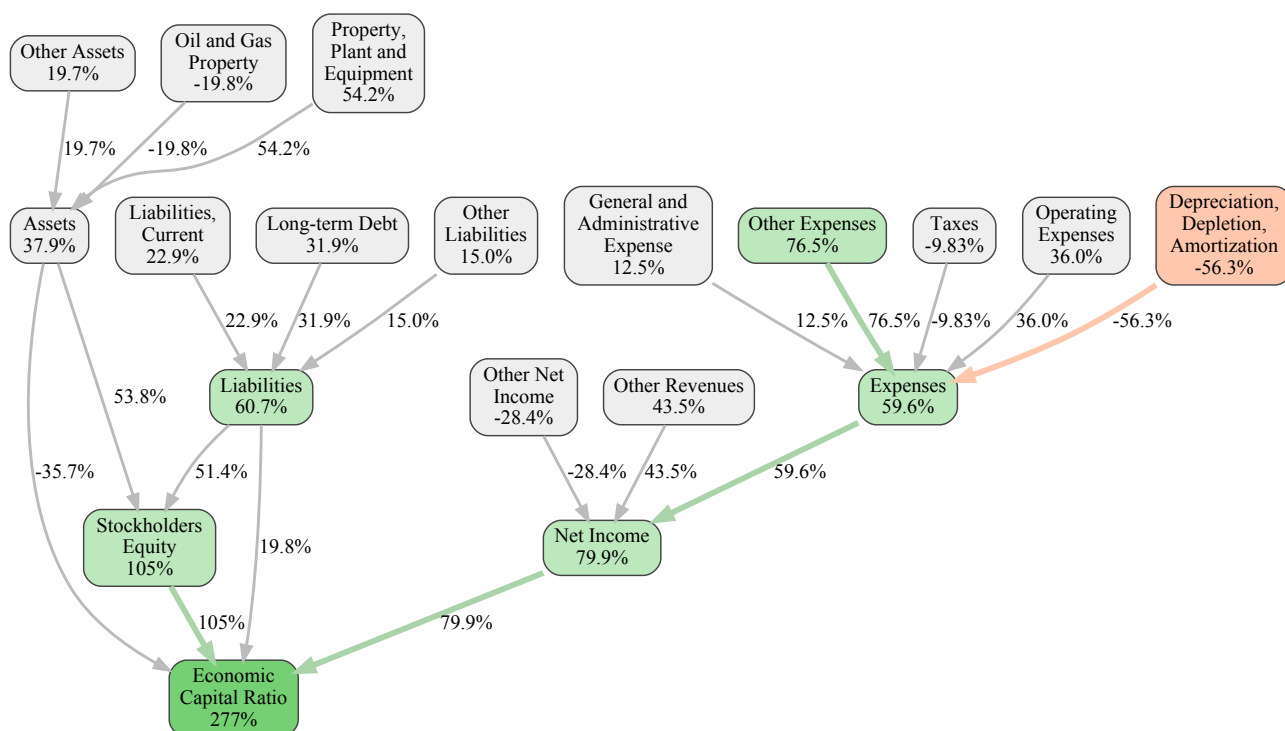 Other Assets
19.7%
Oil and Gas
Property
-19.8%
Property,
Plant and
Equipment
54.2%
19.7%
-19.8%
54.2%
Assets
37.9%
Liabilities,
Current
22.9%
Long-term Debt
31.9%
Other
Liabilities
15.0%
General and
Administrative
Expense
12.5%
Other Expenses
76.5%
Taxes
-9.83%
Operating
Expenses
36.0%
Depreciation,
Depletion,
Amortization
-56.3%
22.9%
31.9%
15.0%
12.5%
76.5%
-9.83%
36.0%
-56.3%
53.8%
Liabilities
60.7%
Other Net
Income
-28.4%
Other Revenues
43.5%
Expenses
59.6%
-35.7%
51.4%
-28.4%
43.5%
59.6%
Stockholders
Equity
105%
19.8%
Net Income
79.9%
105%
79.9%
Economic
Capital Ratio
277%